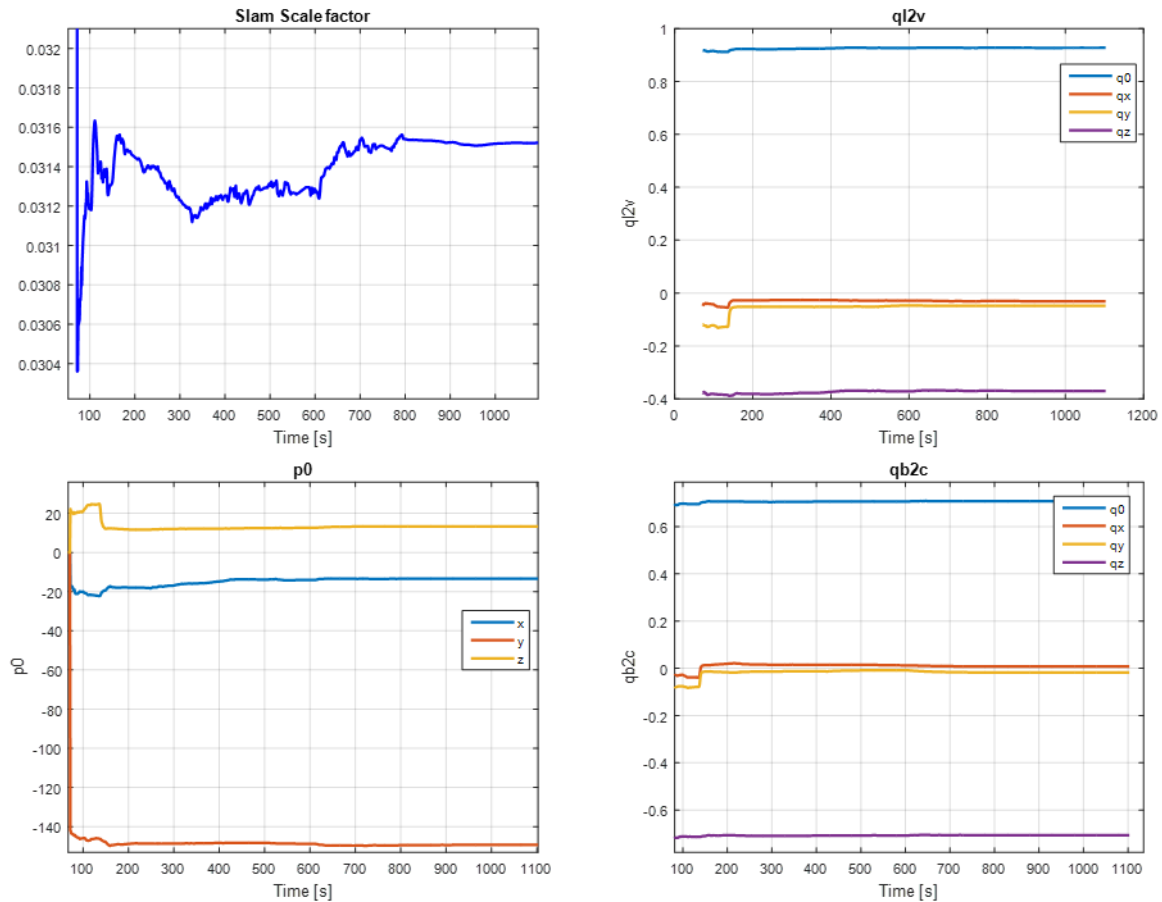 Slam Scale factor
0.032
0.0318
0.0316
0.0314
0.0312
0.031
0.0308
0.0306
0.0304
100 200 300 400 500 600 700 800 900 1000
Time [s]
ql2v
1
0.8
0.6
0.4
0.2
0
-0.2
-0.4
ql2v
q0
qx
qy
qz
0 200 400 600 800 1000 1200
Time [s]
p0
20
0
-20
-40
-60
-80
-100
-120
-140
p0
x
y
z
100 200 300 400 500 600 700 800 900 1000 1100
Time [s]
qb2c
0.6
0.4
0.2
0
-0.2
-0.4
-0.6
qb2c
q0
qx
qy
qz
100 200 300 400 500 600 700 800 900 1000 1100
Time [s]